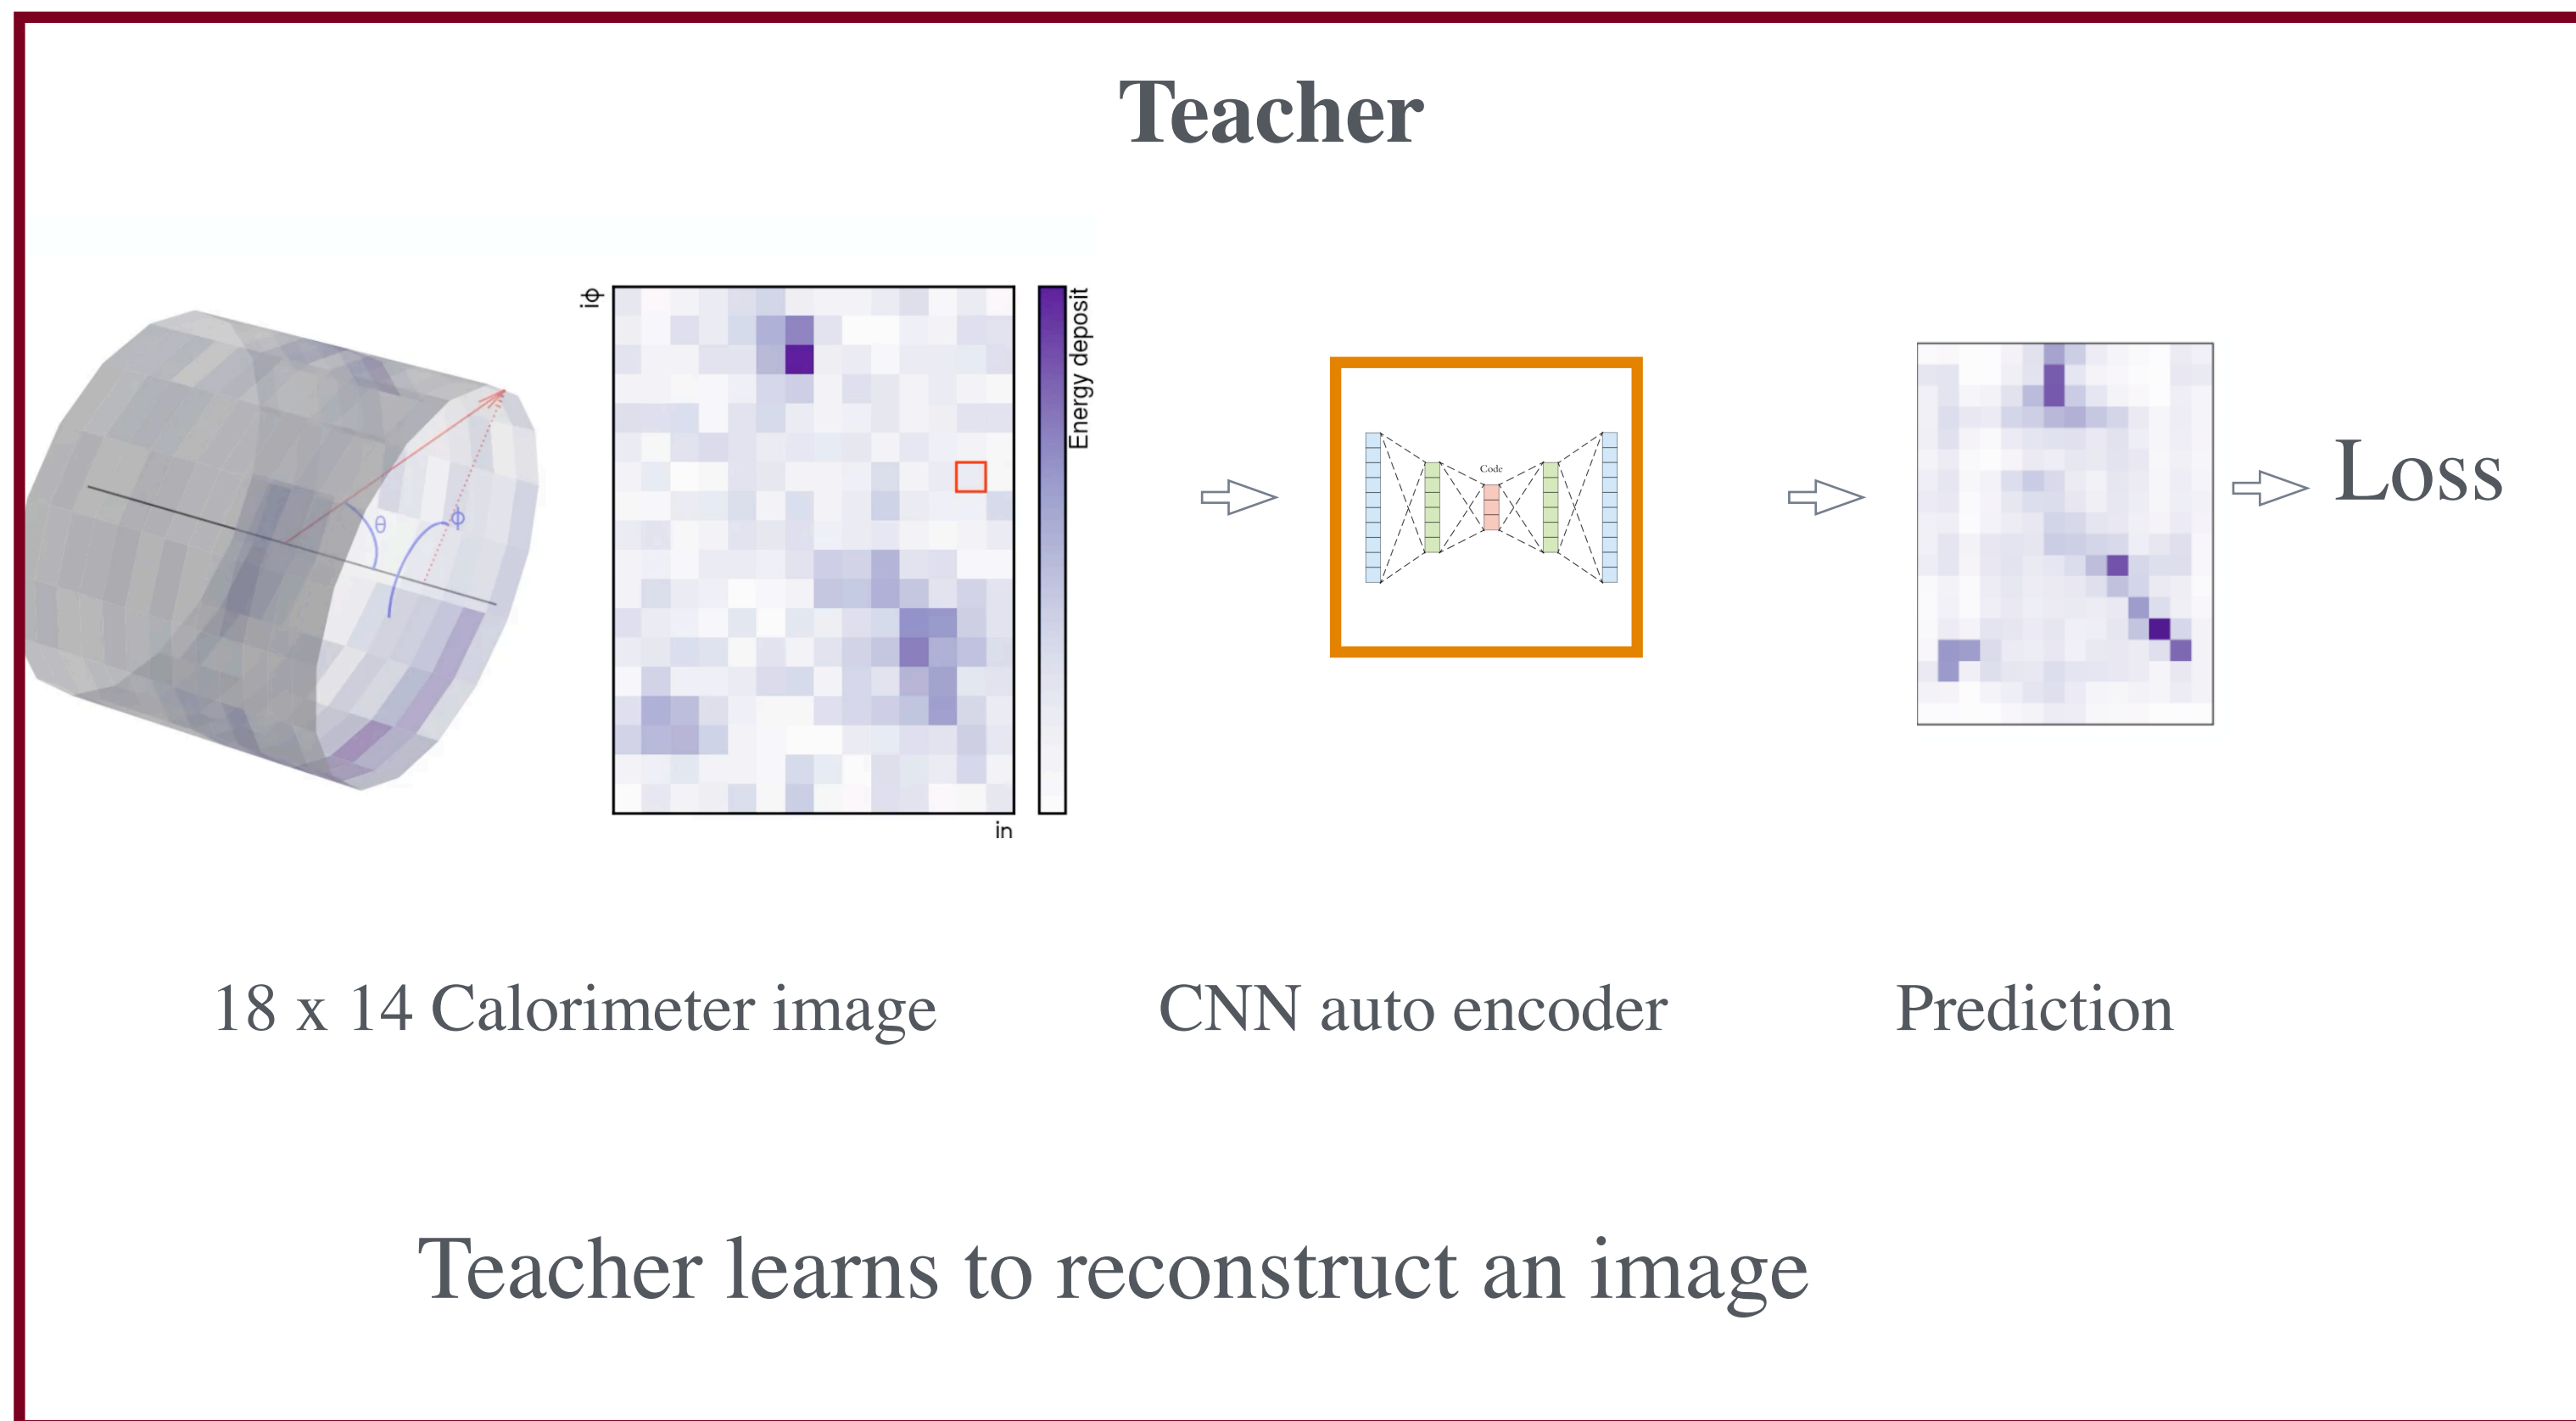 Teacher
iϕ
Energy deposit
θ
ϕ
in
Code
Loss
18 x 14 Calorimeter image
CNN auto encoder
Prediction
Teacher learns to reconstruct an image